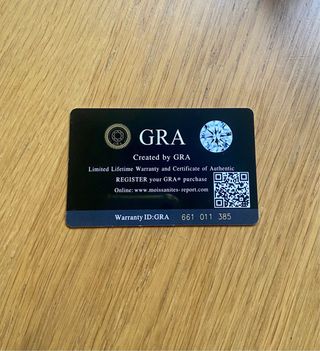 GRA
Created by GRA
Limited Lifetime Warranty and Certificate of Authentic
REGISTER your GRA® purchase
Online: www.moissanites-report.com
Warranty ID:GRA 661 011 385